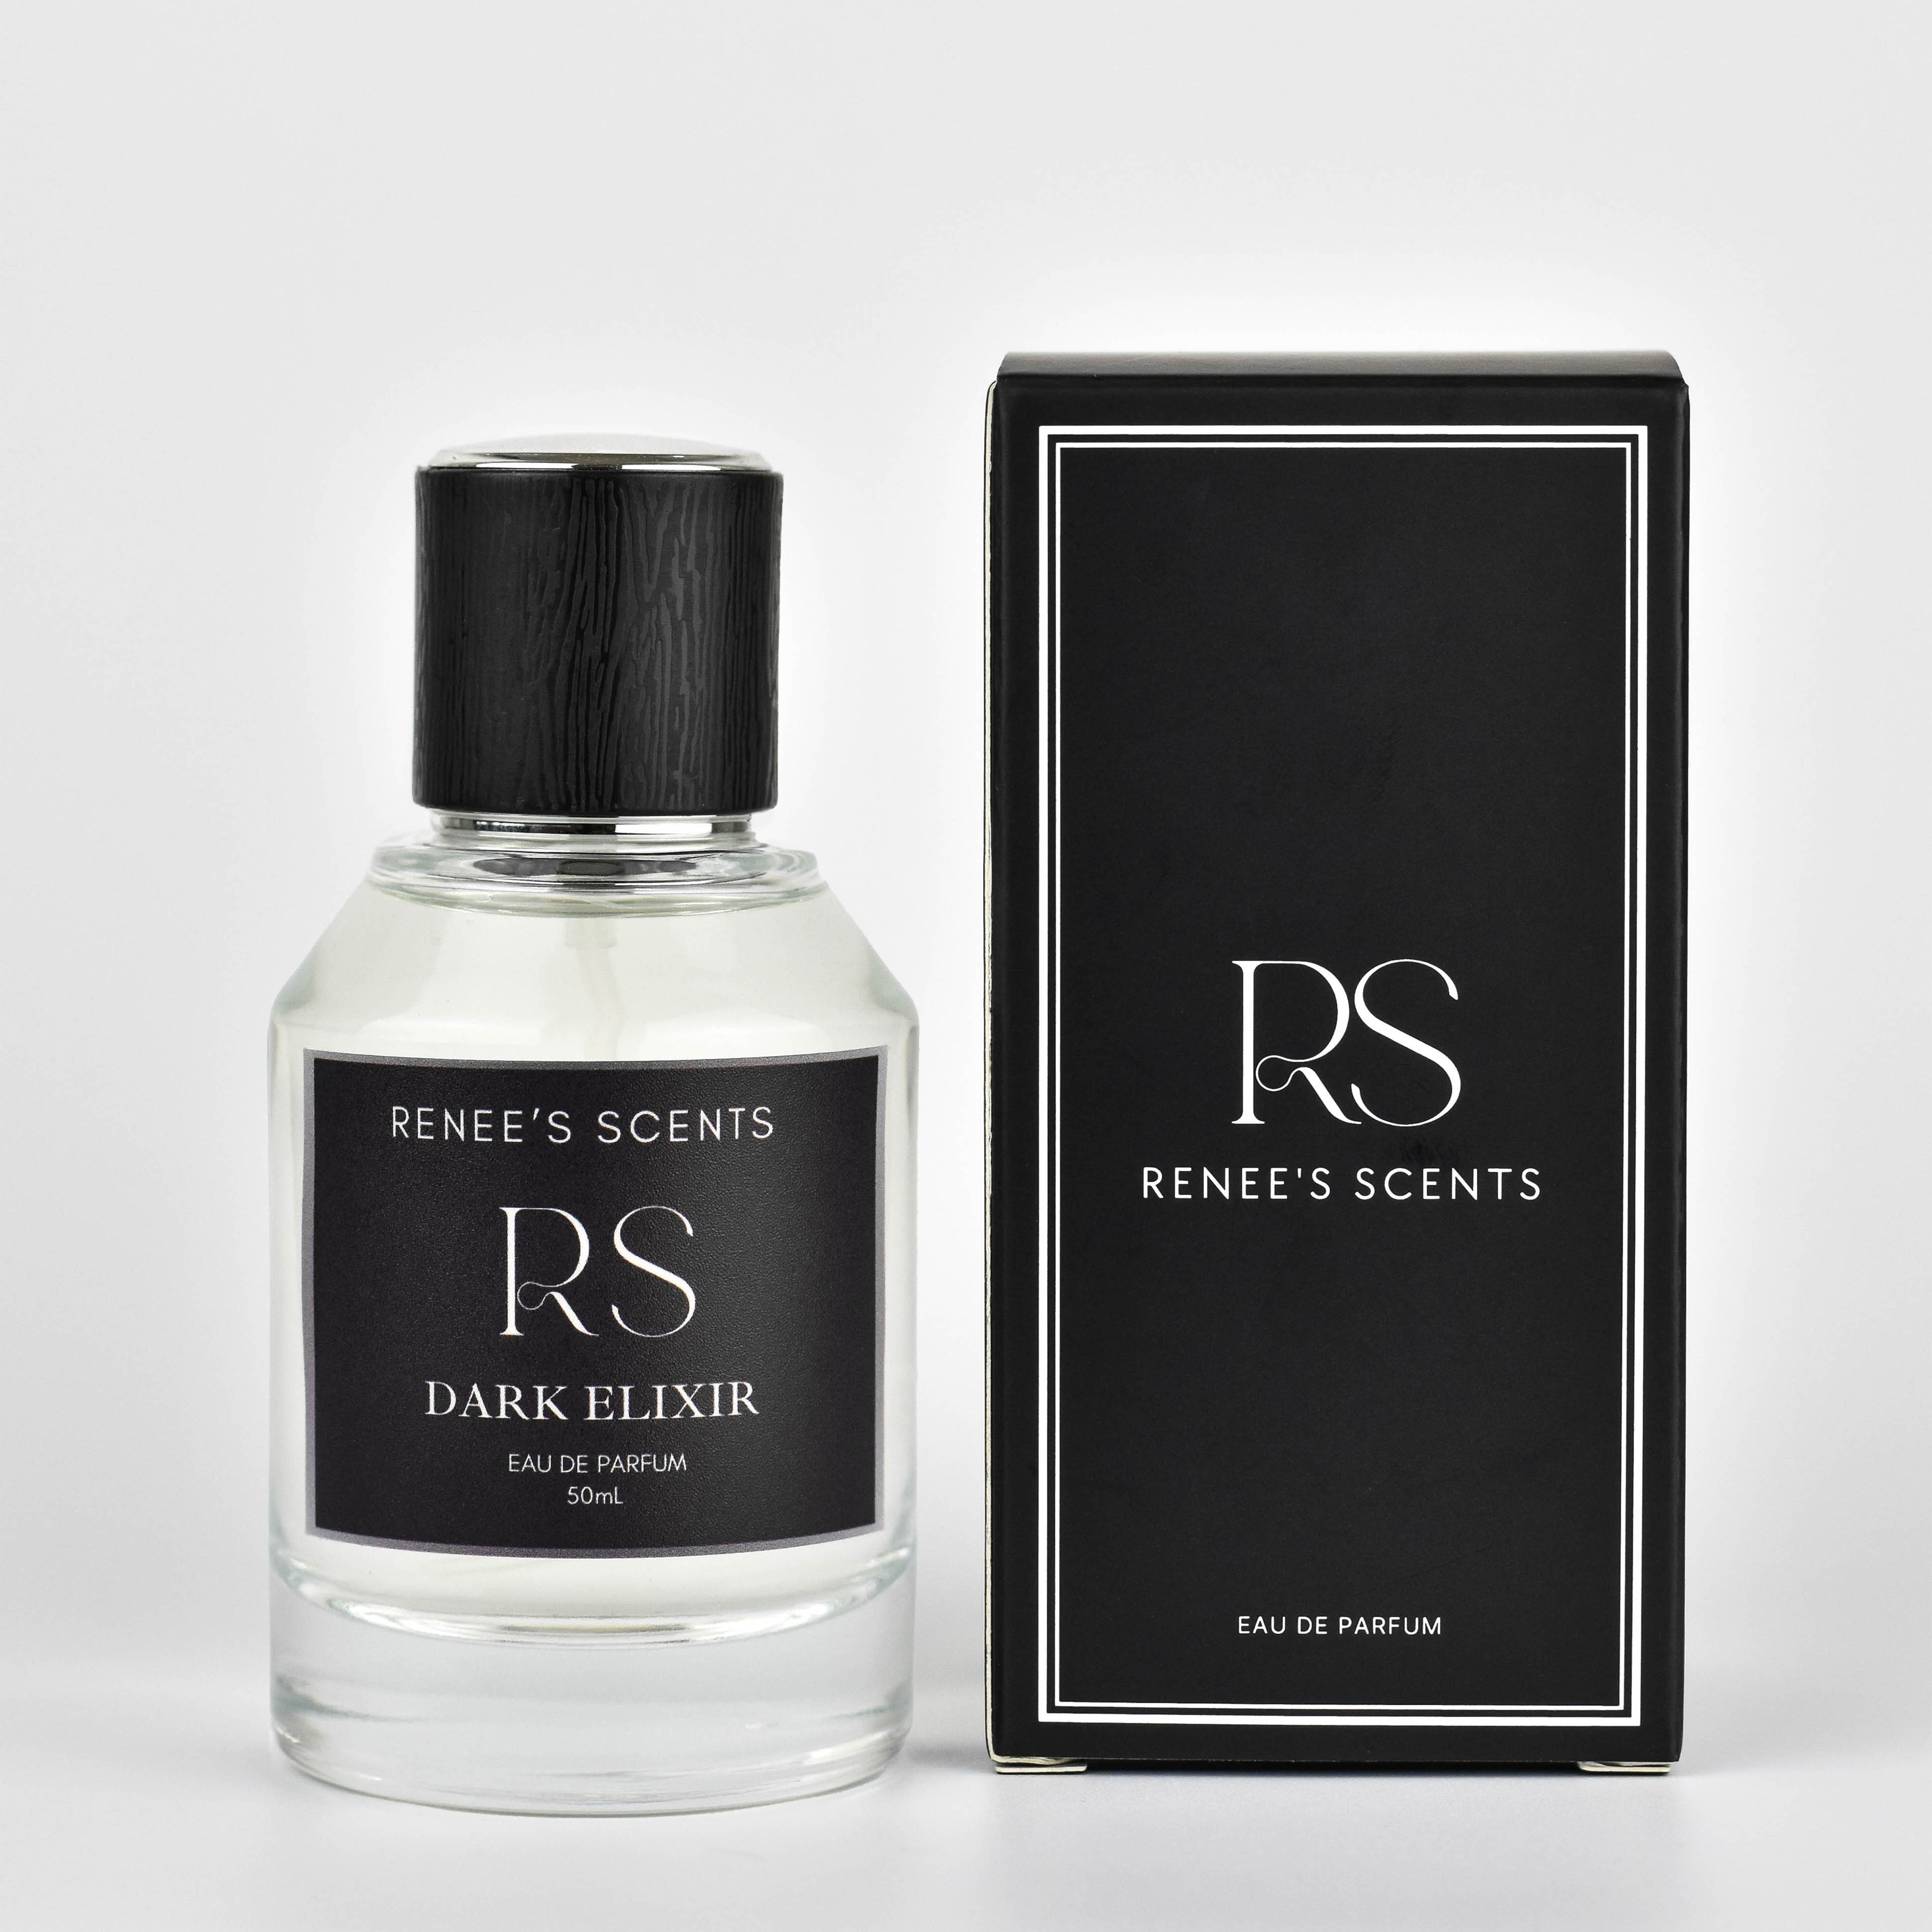 RENEE’S SCENTS
RS
DARK ELIXIR
EAU DE PARFUM
50mL
RS
RENEE'S SCENTS
EAU DE PARFUM